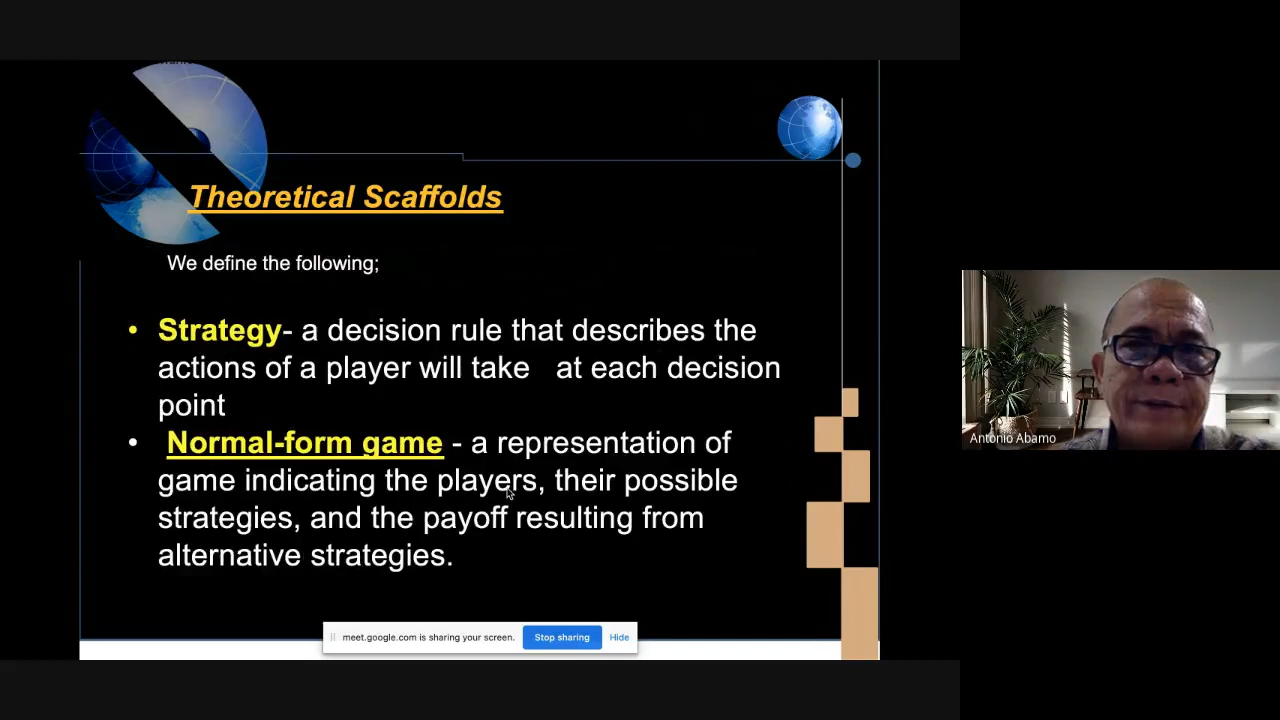 Theoretical Scaffolds
We define the following;
• Strategy- a decision rule that describes the
actions of a player will take at each decision
point
• Normal-form game - a representation of
game indicating the players, their possible
strategies, and the payoff resulting from
alternative strategies.
meet.google.com is sharing your screen. Stop sharing Hide
Antonio Abamo